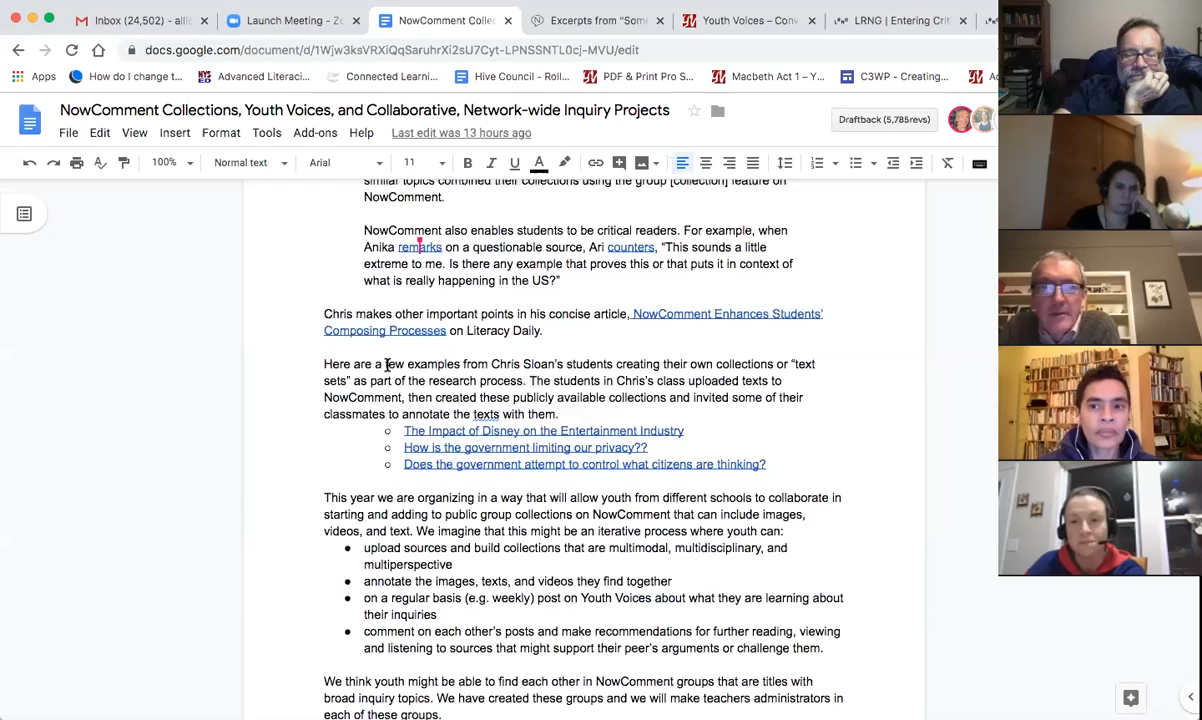 Inbox (24,502) - allie
Launch Meeting - Zo
NowComment Collec
Excerpts from "Some
Youth Voices – Conv
LRNG | Entering Crit
docs.google.com/document/d/1Wjw3ksVRXiQqSaruhrXi2sU7Cyt-LPNSSNTL0cj-MVU/edit
Apps
How do I change t...
Advanced Literaci...
Connected Learni...
Hive Council - Roll...
PDF & Print Pro S...
Macbeth Act 1 – Y...
C3WP - Creating...
NowComment Collections, Youth Voices, and Collaborative, Network-wide Inquiry Projects
Draftback (5,785revs)
File Edit View Insert Format Tools Add-ons Help Last edit was 13 hours ago
100% Normal text Arial 11 B I U A
similar topics combined their collections using the group [collection] feature on
NowComment.
NowComment also enables students to be critical readers. For example, when
Anika remarks on a questionable source, Ari counters, “This sounds a little
extreme to me. Is there any example that proves this or that puts it in context of
what is really happening in the US?”
Chris makes other important points in his concise article, NowComment Enhances Students’
Composing Processes on Literacy Daily.
Here are a few examples from Chris Sloan’s students creating their own collections or “text
sets” as part of the research process. The students in Chris’s class uploaded texts to
NowComment, then created these publicly available collections and invited some of their
classmates to annotate the texts with them.
○ The Impact of Disney on the Entertainment Industry
○ How is the government limiting our privacy??
○ Does the government attempt to control what citizens are thinking?
This year we are organizing in a way that will allow youth from different schools to collaborate in
starting and adding to public group collections on NowComment that can include images,
videos, and text. We imagine that this might be an iterative process where youth can:
● upload sources and build collections that are multimodal, multidisciplinary, and
multiperspective
● annotate the images, texts, and videos they find together
● on a regular basis (e.g. weekly) post on Youth Voices about what they are learning about
their inquiries
● comment on each other’s posts and make recommendations for further reading, viewing
and listening to sources that might support their peer’s arguments or challenge them.
We think youth might be able to find each other in NowComment groups that are titles with
broad inquiry topics. We have created these groups and we will make teachers administrators in
each of these groups.